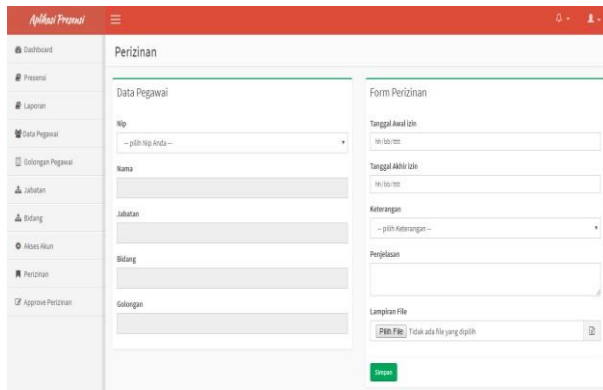 Aplikasi Presensi
Dashboard
Presensi
Laporan
Data Pegawai
Golongan Pegawai
Jabatan
Bidang
Akses Akun
Perizinan
Approve Perizinan
Perizinan
Data Pegawai
Nip
-- pilih Nip Anda --
Nama
Jabatan
Bidang
Golongan
Form Perizinan
Tanggal Awal izin
hh/bb/tttt
Tanggal Akhir izin
hh/bb/tttt
Keterangan
-- pilih Keterangan --
Penjelasan
Lampiran File
Pilih File Tidak ada file yang dipilih
Simpan